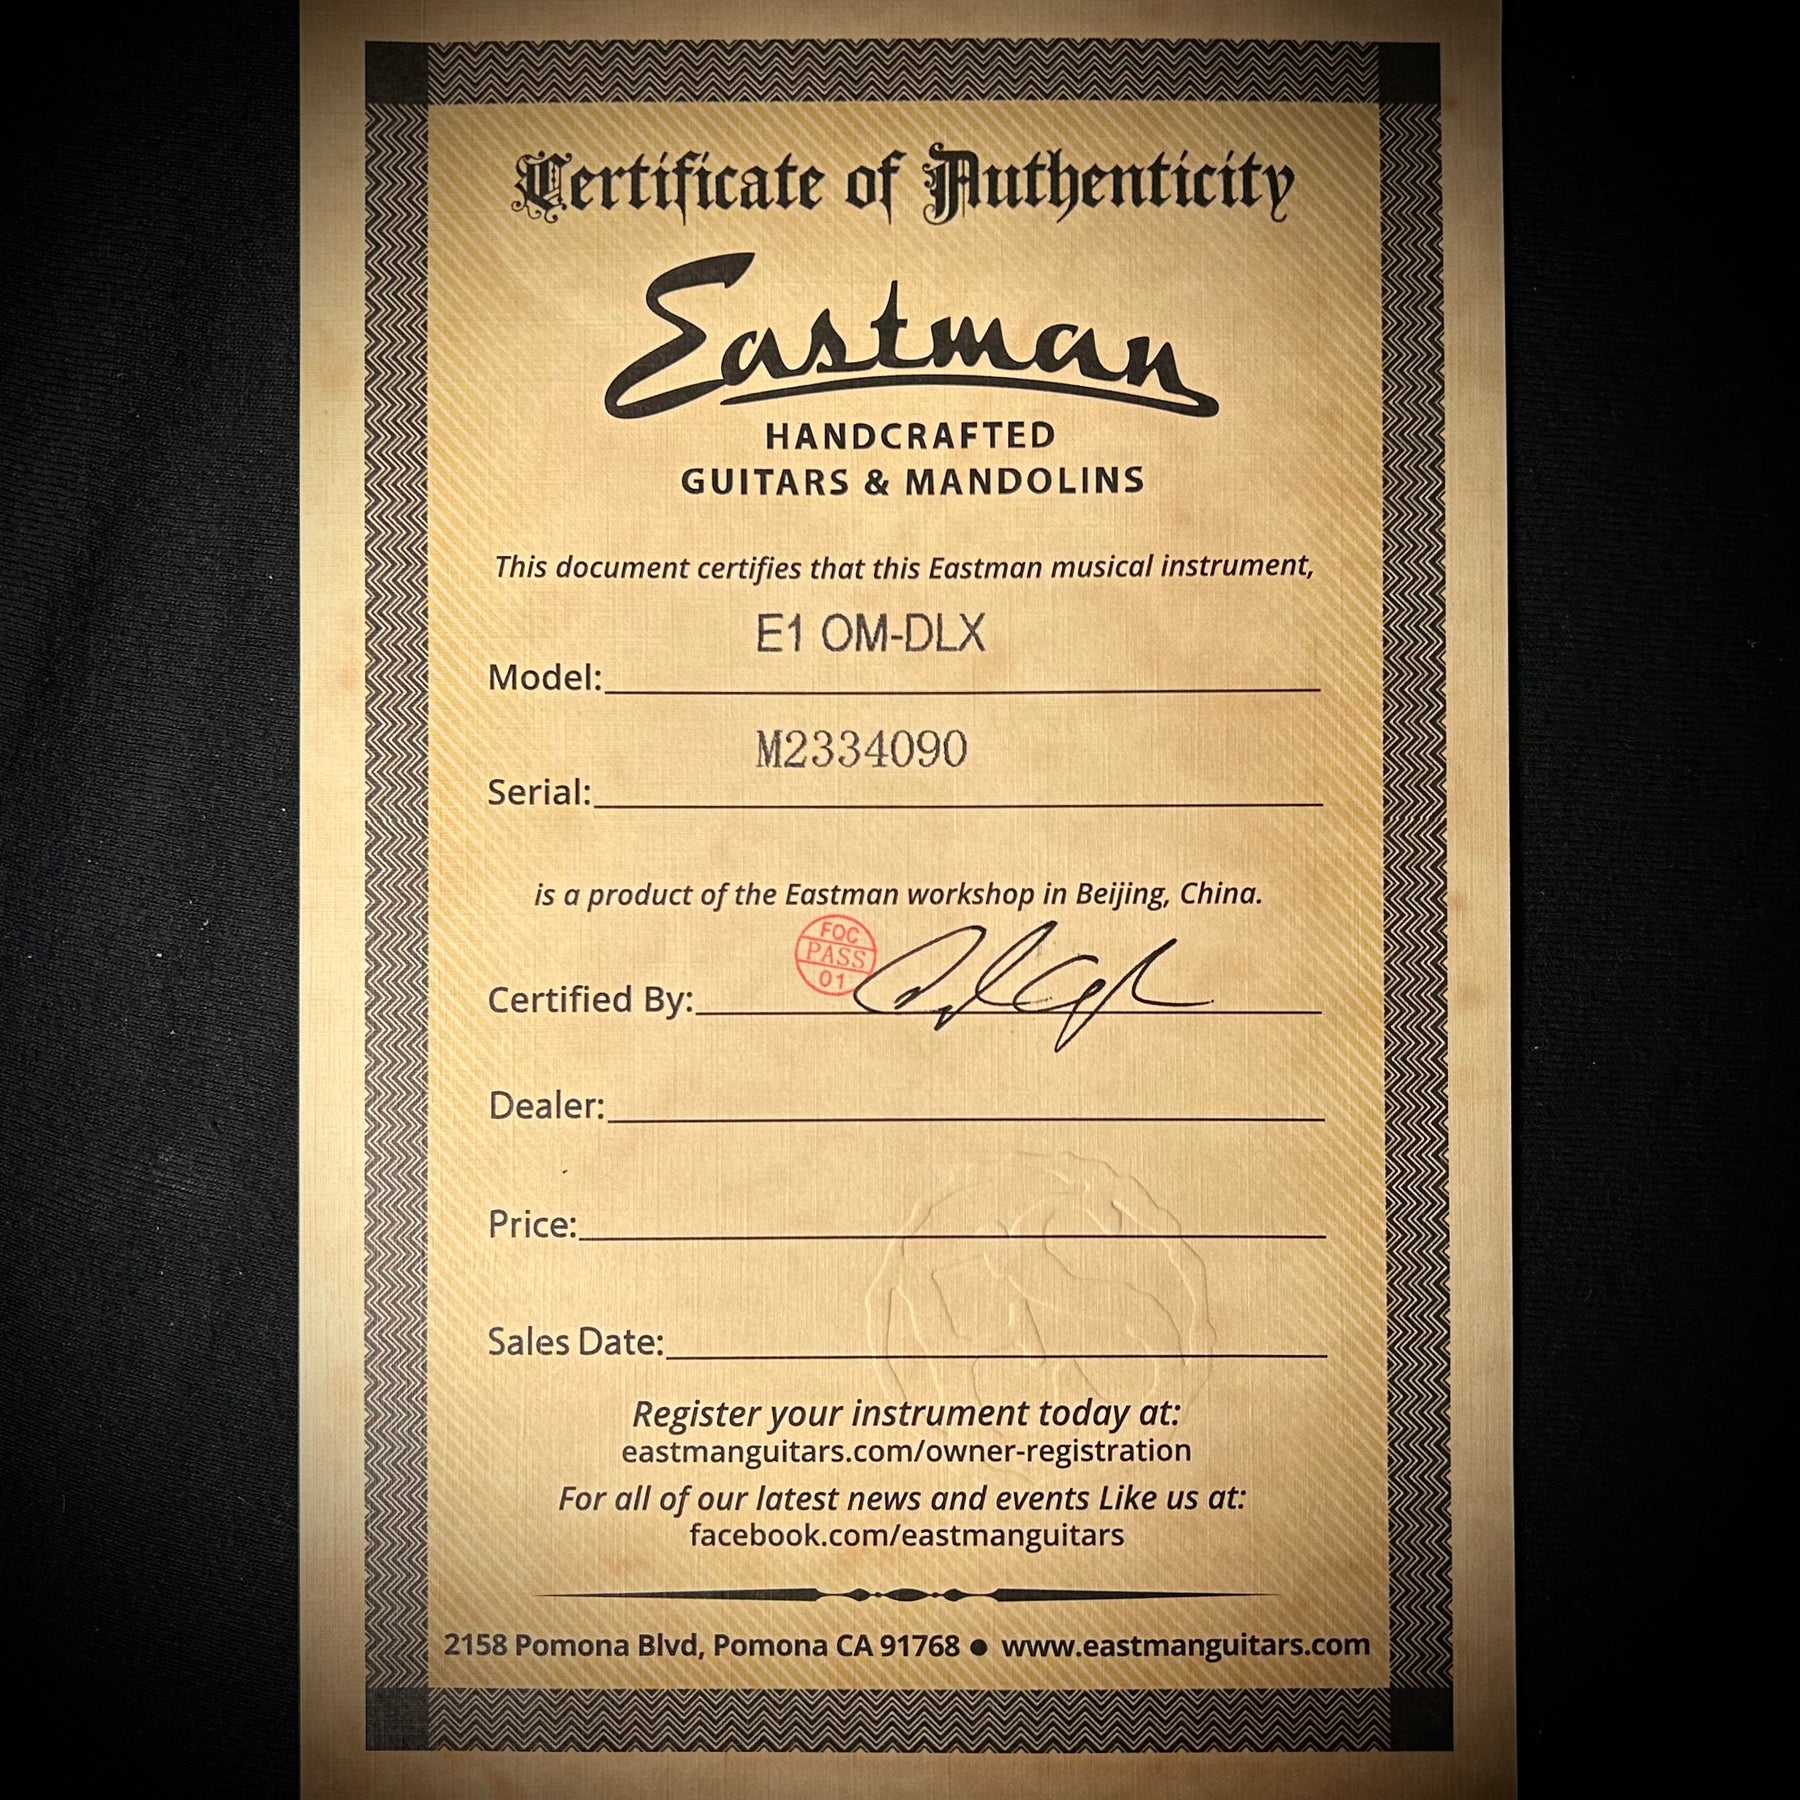 Certificate of Authenticity
Eastman
HANDCRAFTED
GUITARS & MANDOLINS
This document certifies that this Eastman musical instrument,
E1 OM-DLX
Model:
M2334090
Serial:
is a product of the Eastman workshop in Beijing, China.
FQC
PASS
01
Certified By:
Dealer:
Price:
Sales Date:
Register your instrument today at:
eastmanguitars.com/owner-registration
For all of our latest news and events Like us at:
facebook.com/eastmanguitars
2158 Pomona Blvd, Pomona CA 91768 ● www.eastmanguitars.com